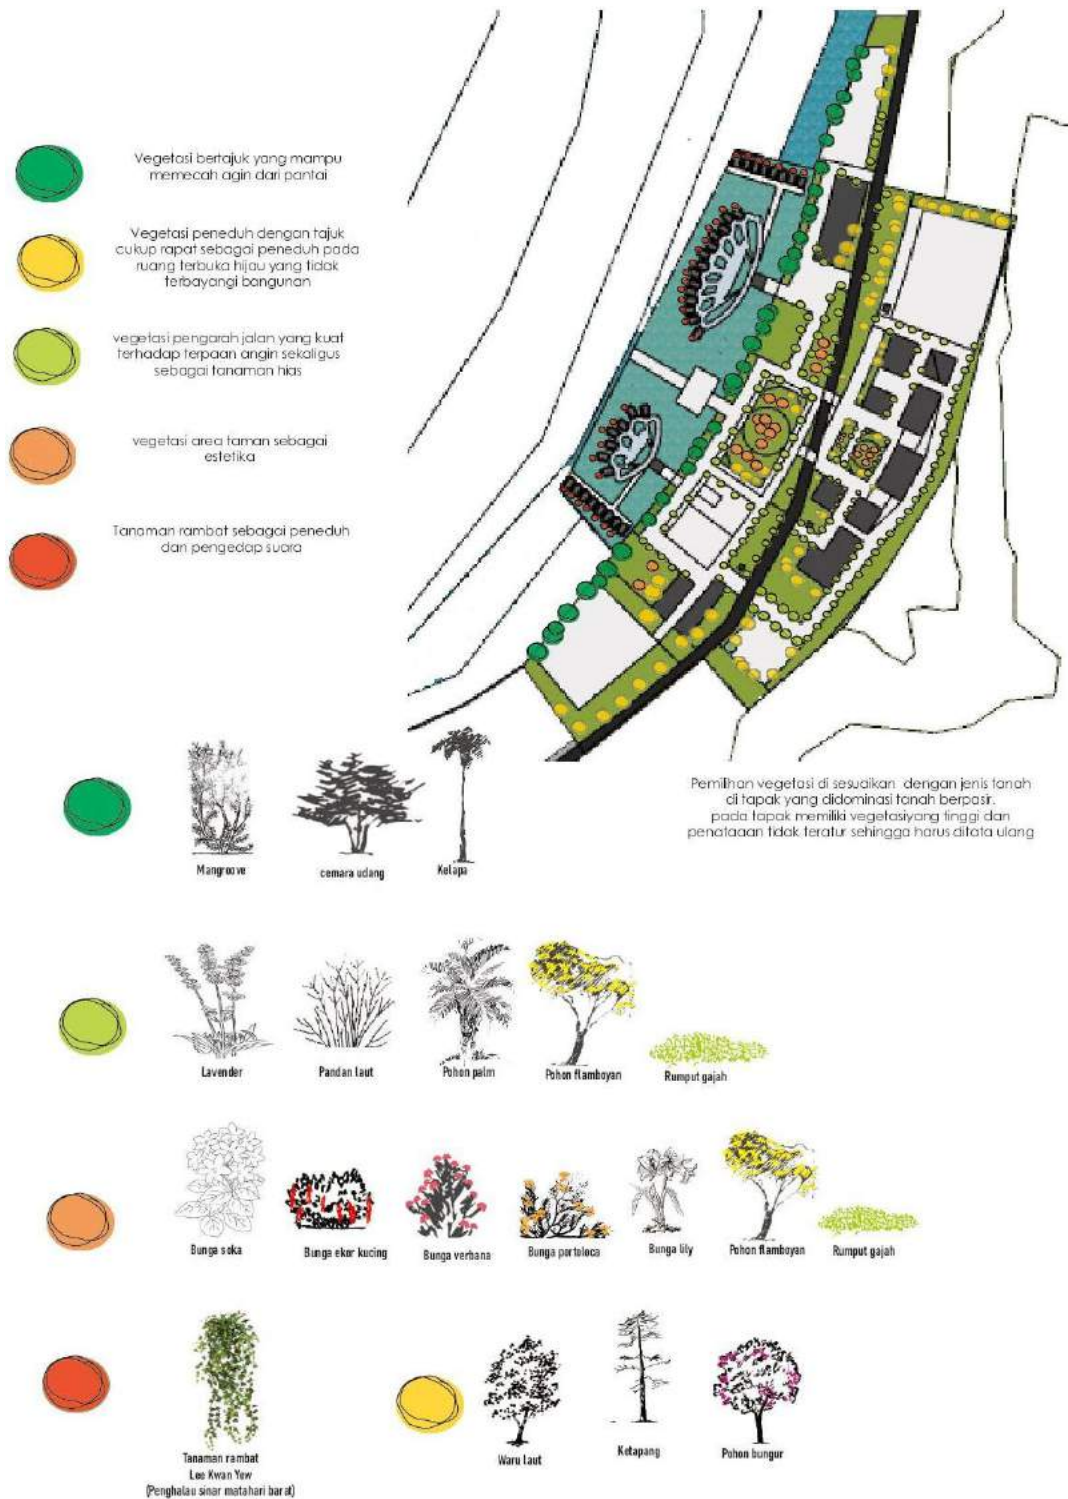 Vegetasi bertajuk yang mampu
memecah agin dari pantai
Vegetasi peneduh dengan tajuk
cukup rapat sebagai peneduh pada
ruang terbuka hijau yang tidak
terbayangi bangunan
vegetasi pengarah jalan yang kuat
terhadap terpaan angin sekaligus
sebagai tanaman hias
vegetasi area taman sebagai
estetika
Tanaman rambat sebagai peneduh
dan pengedap suara
Pemilihan vegetasi di sesuaikan dengan jenis tanah
di tapak yang didominasi tanah berpasir.
pada tapak memiliki vegetasiyang tinggi dan
penataaan tidak teratur sehingga harus ditata ulang
Mangroove
cemara udang
Kelapa
Lavender
Pandan laut
Pohon palm
Pohon flamboyan
Rumput gajah
Bunga soka
Bunga ekor kucing
Bunga verbana
Bunga portoloca
Bunga lily
Pohon flamboyan
Rumput gajah
Tanaman rambat
Lee Kwan Yew
(Penghalau sinar matahari barat)
Waru laut
Ketapang
Pohon bungur